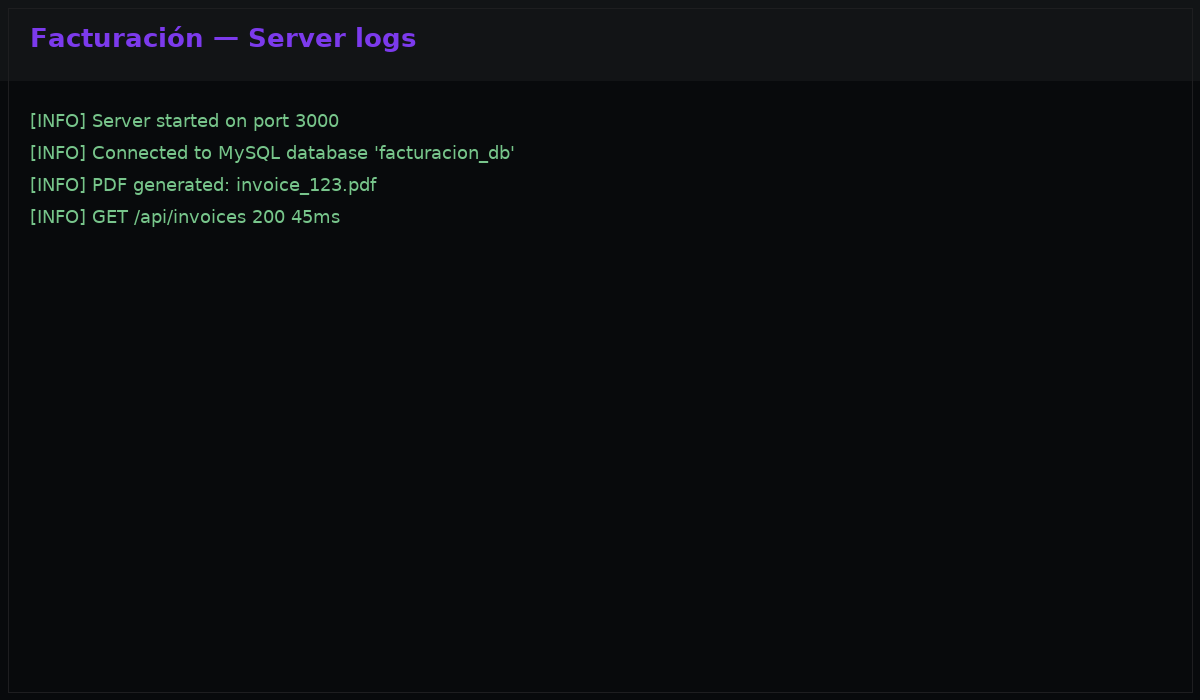 Facturación — Server logs
[INFO] Server started on port 3000
[INFO] Connected to MySQL database 'facturacion_db'
[INFO] PDF generated: invoice_123.pdf
[INFO] GET /api/invoices 200 45ms